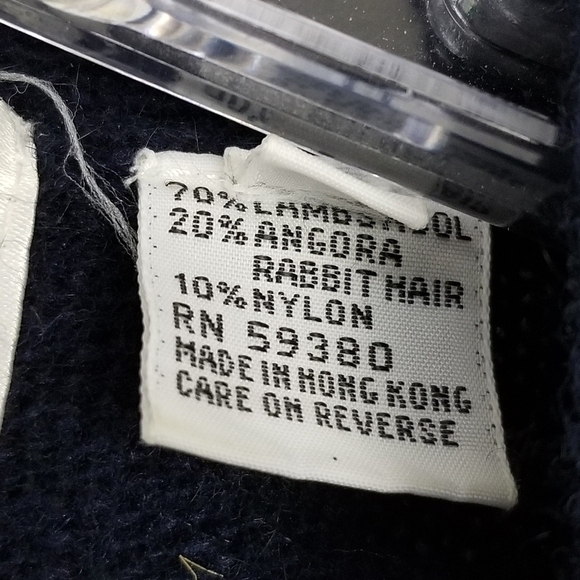 70% LAMBSWOOL
20% ANGORA
RABBIT HAIR
10% NYLON
RN 59380
MADE IN HONG KONG
CARE ON REVERSE